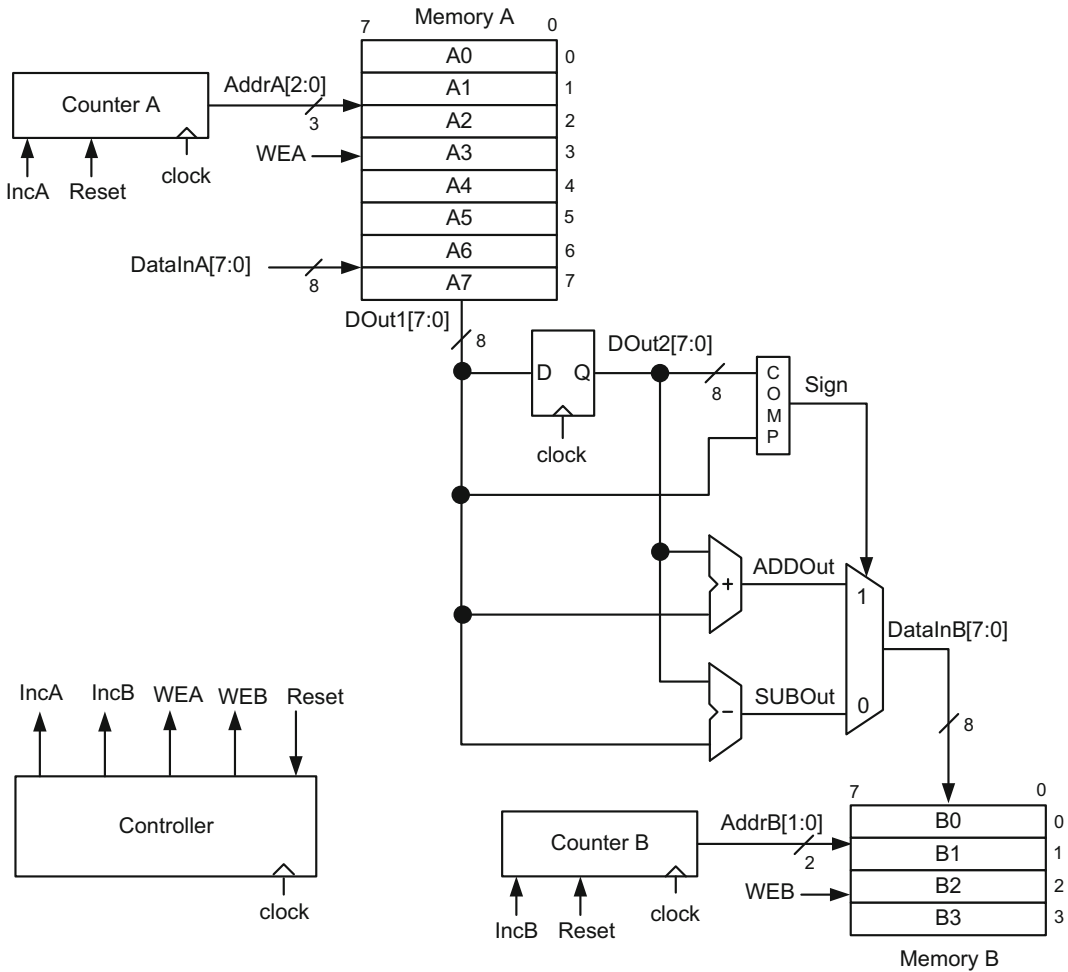 Memory A
7 0
A0 0
A1 1
A2 2
A3 3
A4 4
A5 5
A6 6
A7 7
Counter A
AddrA[2:0]
3
WEA
IncA Reset clock
DataInA[7:0]
8
DOut1[7:0]
8
D Q
clock
DOut2[7:0]
8
COMP
Sign
+
ADDOut
1
-
SUBOut
0
DataInB[7:0]
8
IncA IncB WEA WEB Reset
Controller
clock
Counter B
AddrB[1:0]
2
WEB
IncB Reset clock
7 0
B0 0
B1 1
B2 2
B3 3
Memory B